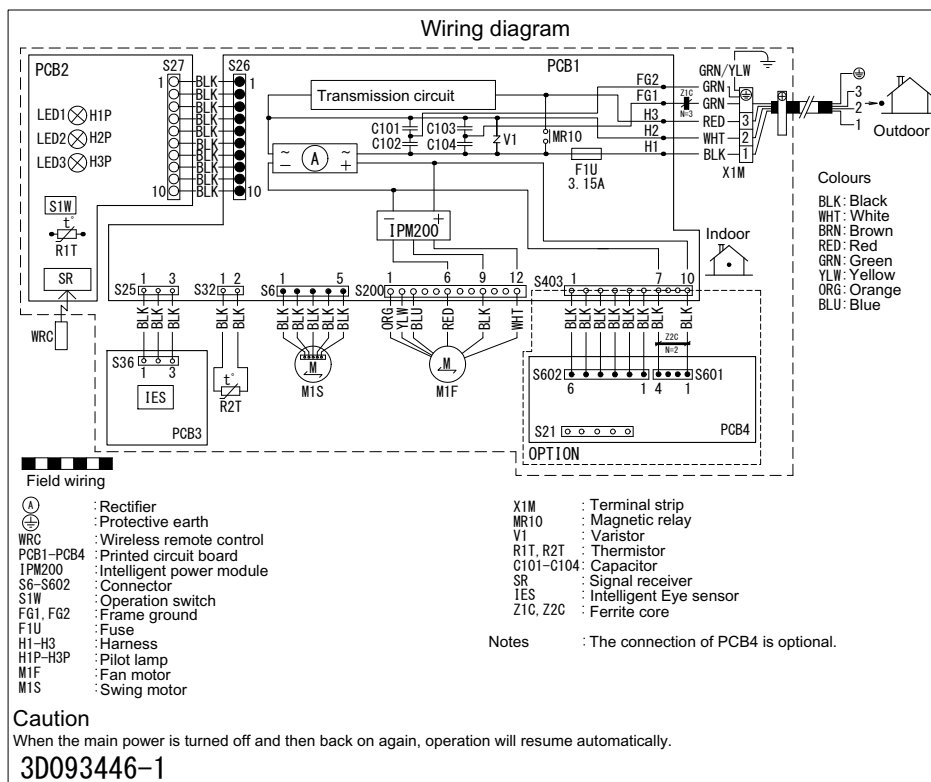 Wiring diagram
PCB2
S27
S26
PCB1
1
BLK
1
BLK
BLK
BLK
BLK
BLK
BLK
BLK
BLK
10
BLK
10
LED1 H1P
LED2 H2P
LED3 H3P
S1W
t°
R1T
SR
WRC
Transmission circuit
C101
C102
C103
C104
V1
MR10
~ A ~
- +
F1U
3.15A
FG2
FG1
H3
H2
H1
Z1C
N=3
GRN/YLW
GRN
GRN
RED
WHT
BLK
3
2
1
X1M
3
2
1
Outdoor
- +
IPM200
Indoor
Colours
BLK: Black
WHT: White
BRN: Brown
RED: Red
GRN: Green
YLW: Yellow
ORG: Orange
BLU: Blue
S25
1 3
BLK BLK BLK
S36
1 3
IES
PCB3
S32
1 2
BLK BLK
t°
R2T
S6
1 5
BLK BLK BLK BLK BLK
M
M1S
S200
1 6 9 12
ORG YLW BLU RED BLK WHT
M
M1F
S403
1 7 10
BLK BLK BLK BLK BLK BLK BLK BLK
Z2C
N=2
S602
6 1
S601
4 1
S21
PCB4
OPTION
Field wiring
A : Rectifier
: Protective earth
WRC : Wireless remote control
PCB1-PCB4 : Printed circuit board
IPM200 : Intelligent power module
S6-S602 : Connector
S1W : Operation switch
FG1, FG2 : Frame ground
F1U : Fuse
H1-H3 : Harness
H1P-H3P : Pilot lamp
M1F : Fan motor
M1S : Swing motor
X1M : Terminal strip
MR10 : Magnetic relay
V1 : Varistor
R1T, R2T : Thermistor
C101-C104 : Capacitor
SR : Signal receiver
IES : Intelligent Eye sensor
Z1C, Z2C : Ferrite core
Notes : The connection of PCB4 is optional.
Caution
When the main power is turned off and then back on again, operation will resume automatically.
3D093446-1